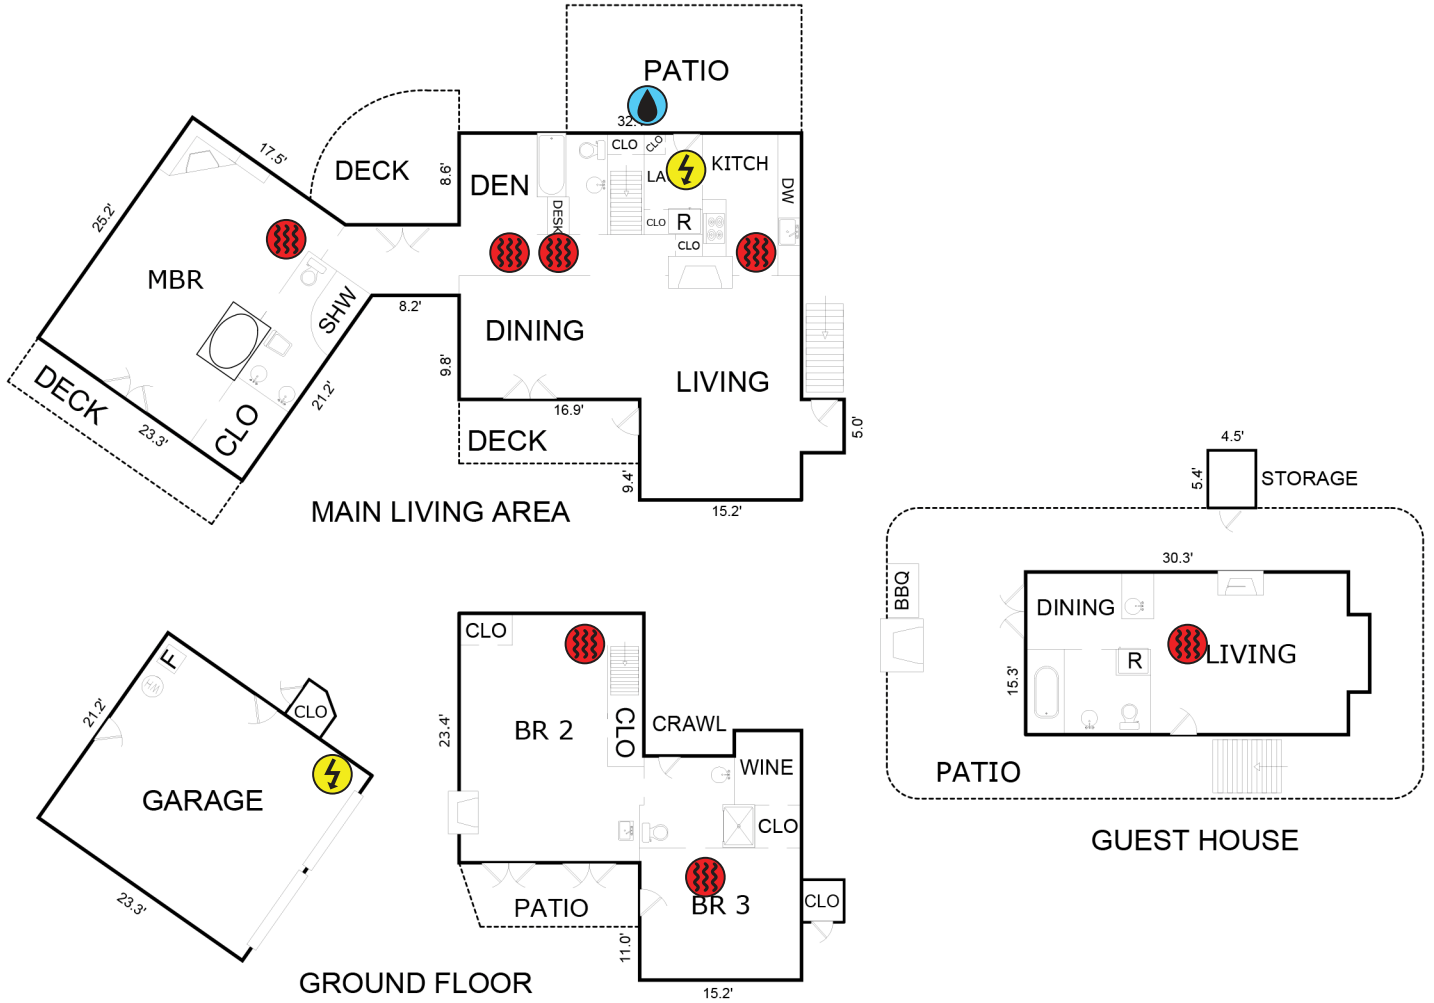 PATIO
32.
17.5'
DECK
8.6'
DEN
CLO
CLO
KITCH
LA
DW
25.2'
DESK
CLO
R
CLO
MBR
SHW
8.2'
DINING
9.8'
LIVING
DECK
21.2'
16.9'
CLO
23.3'
DECK
5.0'
9.4'
MAIN LIVING AREA
15.2'
4.5'
5.4'
STORAGE
30.3'
BBQ
DINING
LIVING
R
15.3'
PATIO
GUEST HOUSE
F
HW
21.2'
CLO
GARAGE
23.3'
CLO
BR 2
23.4'
CLO
CRAWL
WINE
CLO
PATIO
BR 3
CLO
11.0'
15.2'
GROUND FLOOR